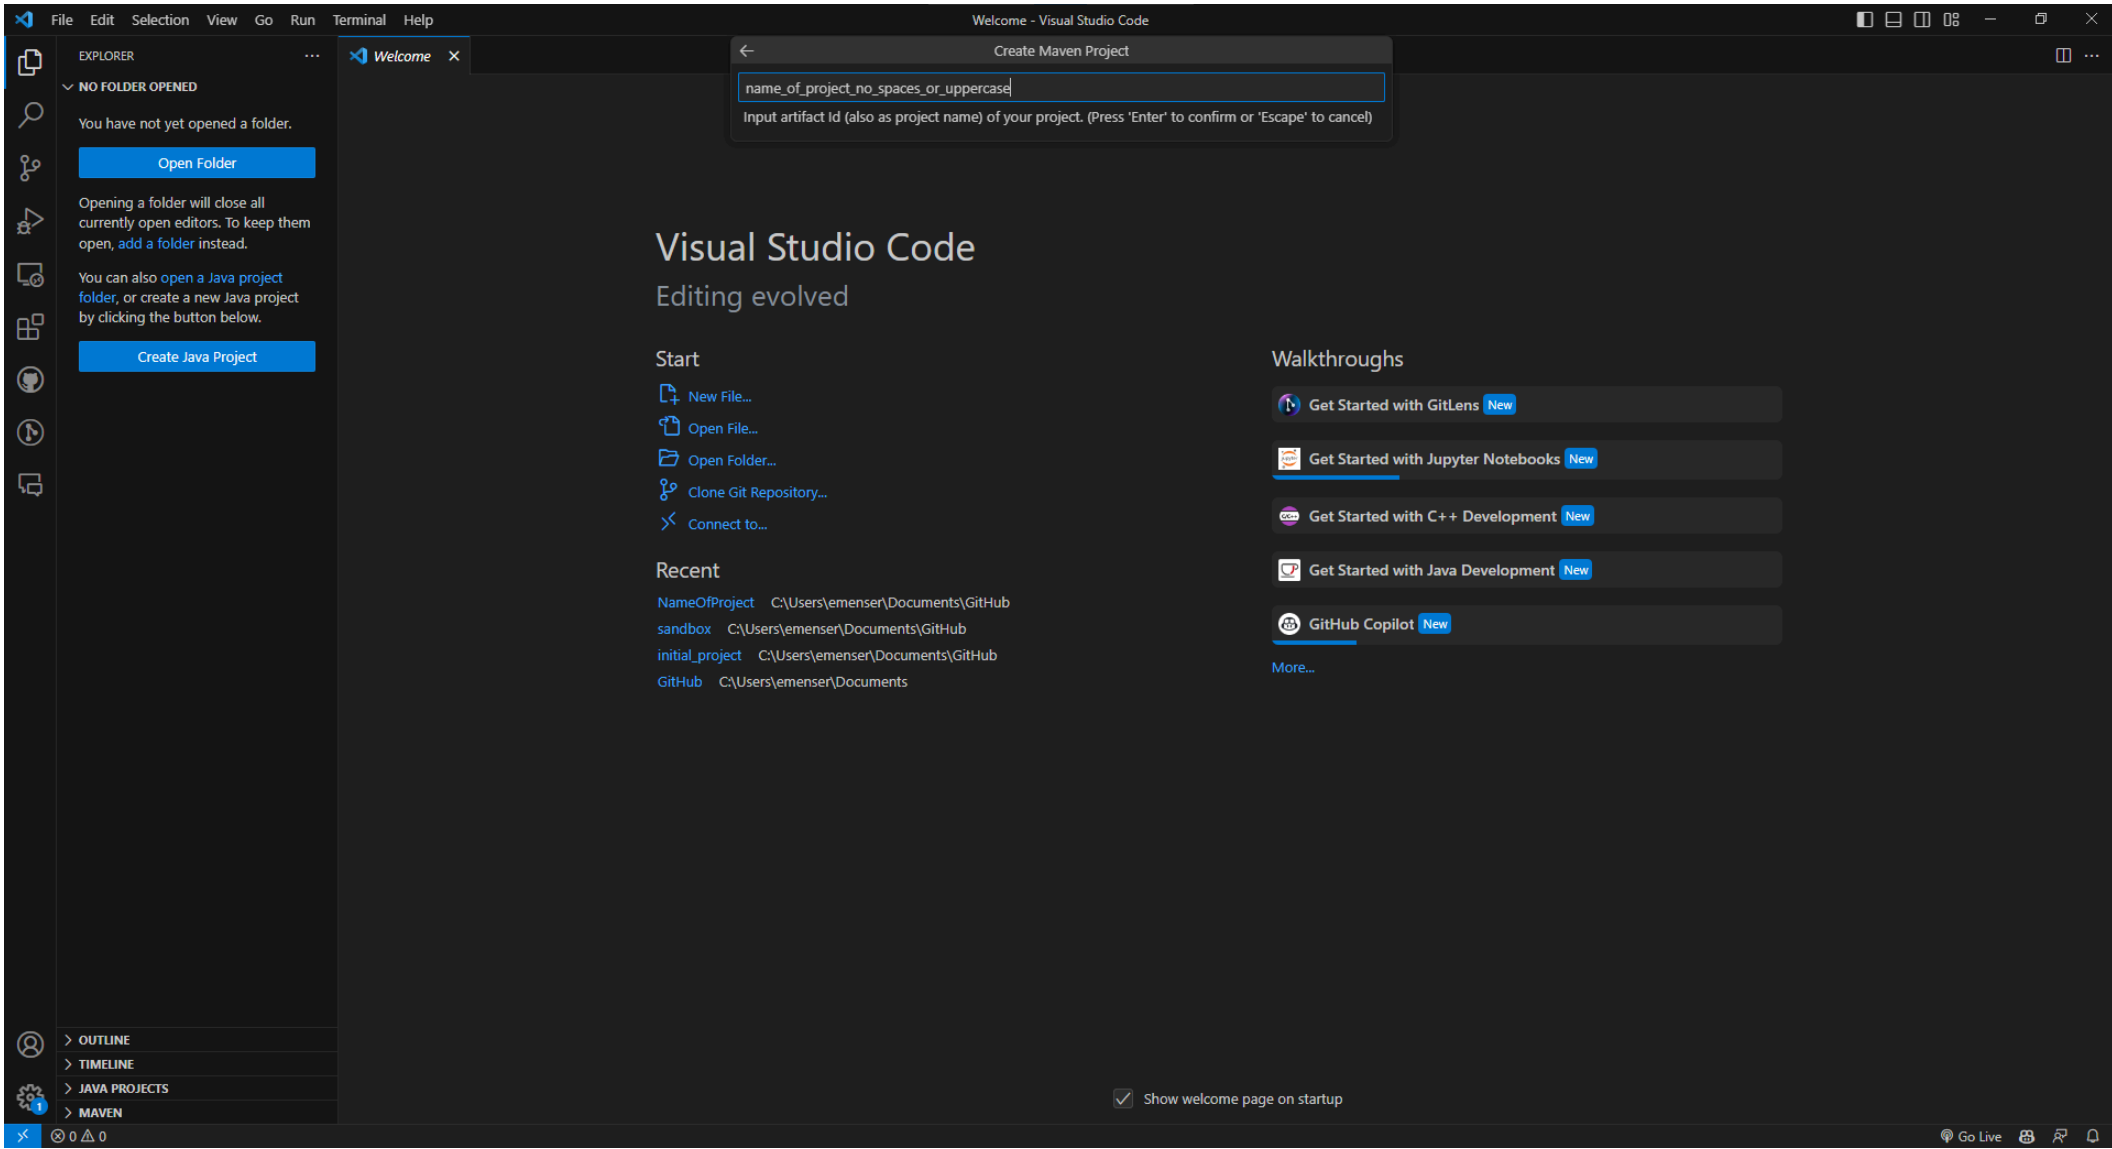 File Edit Selection View Go Run Terminal Help
Welcome - Visual Studio Code
EXPLORER
NO FOLDER OPENED
You have not yet opened a folder.
Open Folder
Opening a folder will close all
currently open editors. To keep them
open, add a folder instead.
You can also open a Java project
folder, or create a new Java project
by clicking the button below.
Create Java Project
OUTLINE
TIMELINE
JAVA PROJECTS
MAVEN
Welcome
Create Maven Project
name_of_project_no_spaces_or_uppercase
Input artifact Id (also as project name) of your project. (Press 'Enter' to confirm or 'Escape' to cancel)
Visual Studio Code
Editing evolved
Start
New File...
Open File...
Open Folder...
Clone Git Repository...
Connect to...
Recent
NameOfProject C:\Users\emenser\Documents\GitHub
sandbox C:\Users\emenser\Documents\GitHub
initial_project C:\Users\emenser\Documents\GitHub
GitHub C:\Users\emenser\Documents
Walkthroughs
Get Started with GitLens New
Get Started with Jupyter Notebooks New
Get Started with C++ Development New
Get Started with Java Development New
GitHub Copilot New
More...
Show welcome page on startup
1
0 0
Go Live